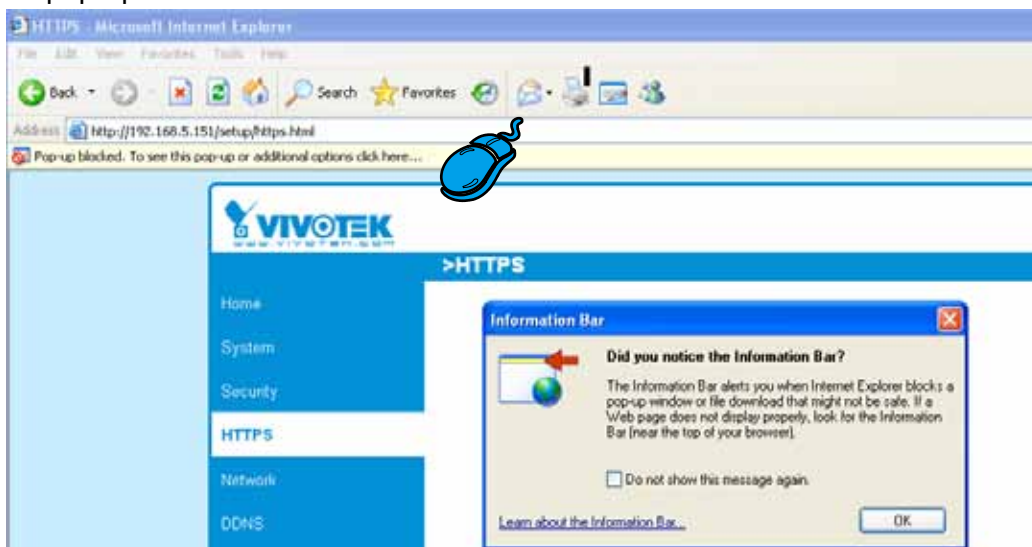 HTTPS - Microsoft Internet Explorer
File Edit View Favorites Tools Help
Back Search Favorites
Address http://192.168.5.151/setup/https.html
Pop-up blocked. To see this pop-up or additional options click here...
VIVOTEK
www.vivotek.com
>HTTPS
Home
System
Security
HTTPS
Network
DDNS
Information Bar
Did you notice the Information Bar?
The Information Bar alerts you when Internet Explorer blocks a
pop-up window or file download that might not be safe. If a
Web page does not display properly, look for the Information
Bar (near the top of your browser).
Do not show this message again.
Learn about the Information Bar...
OK